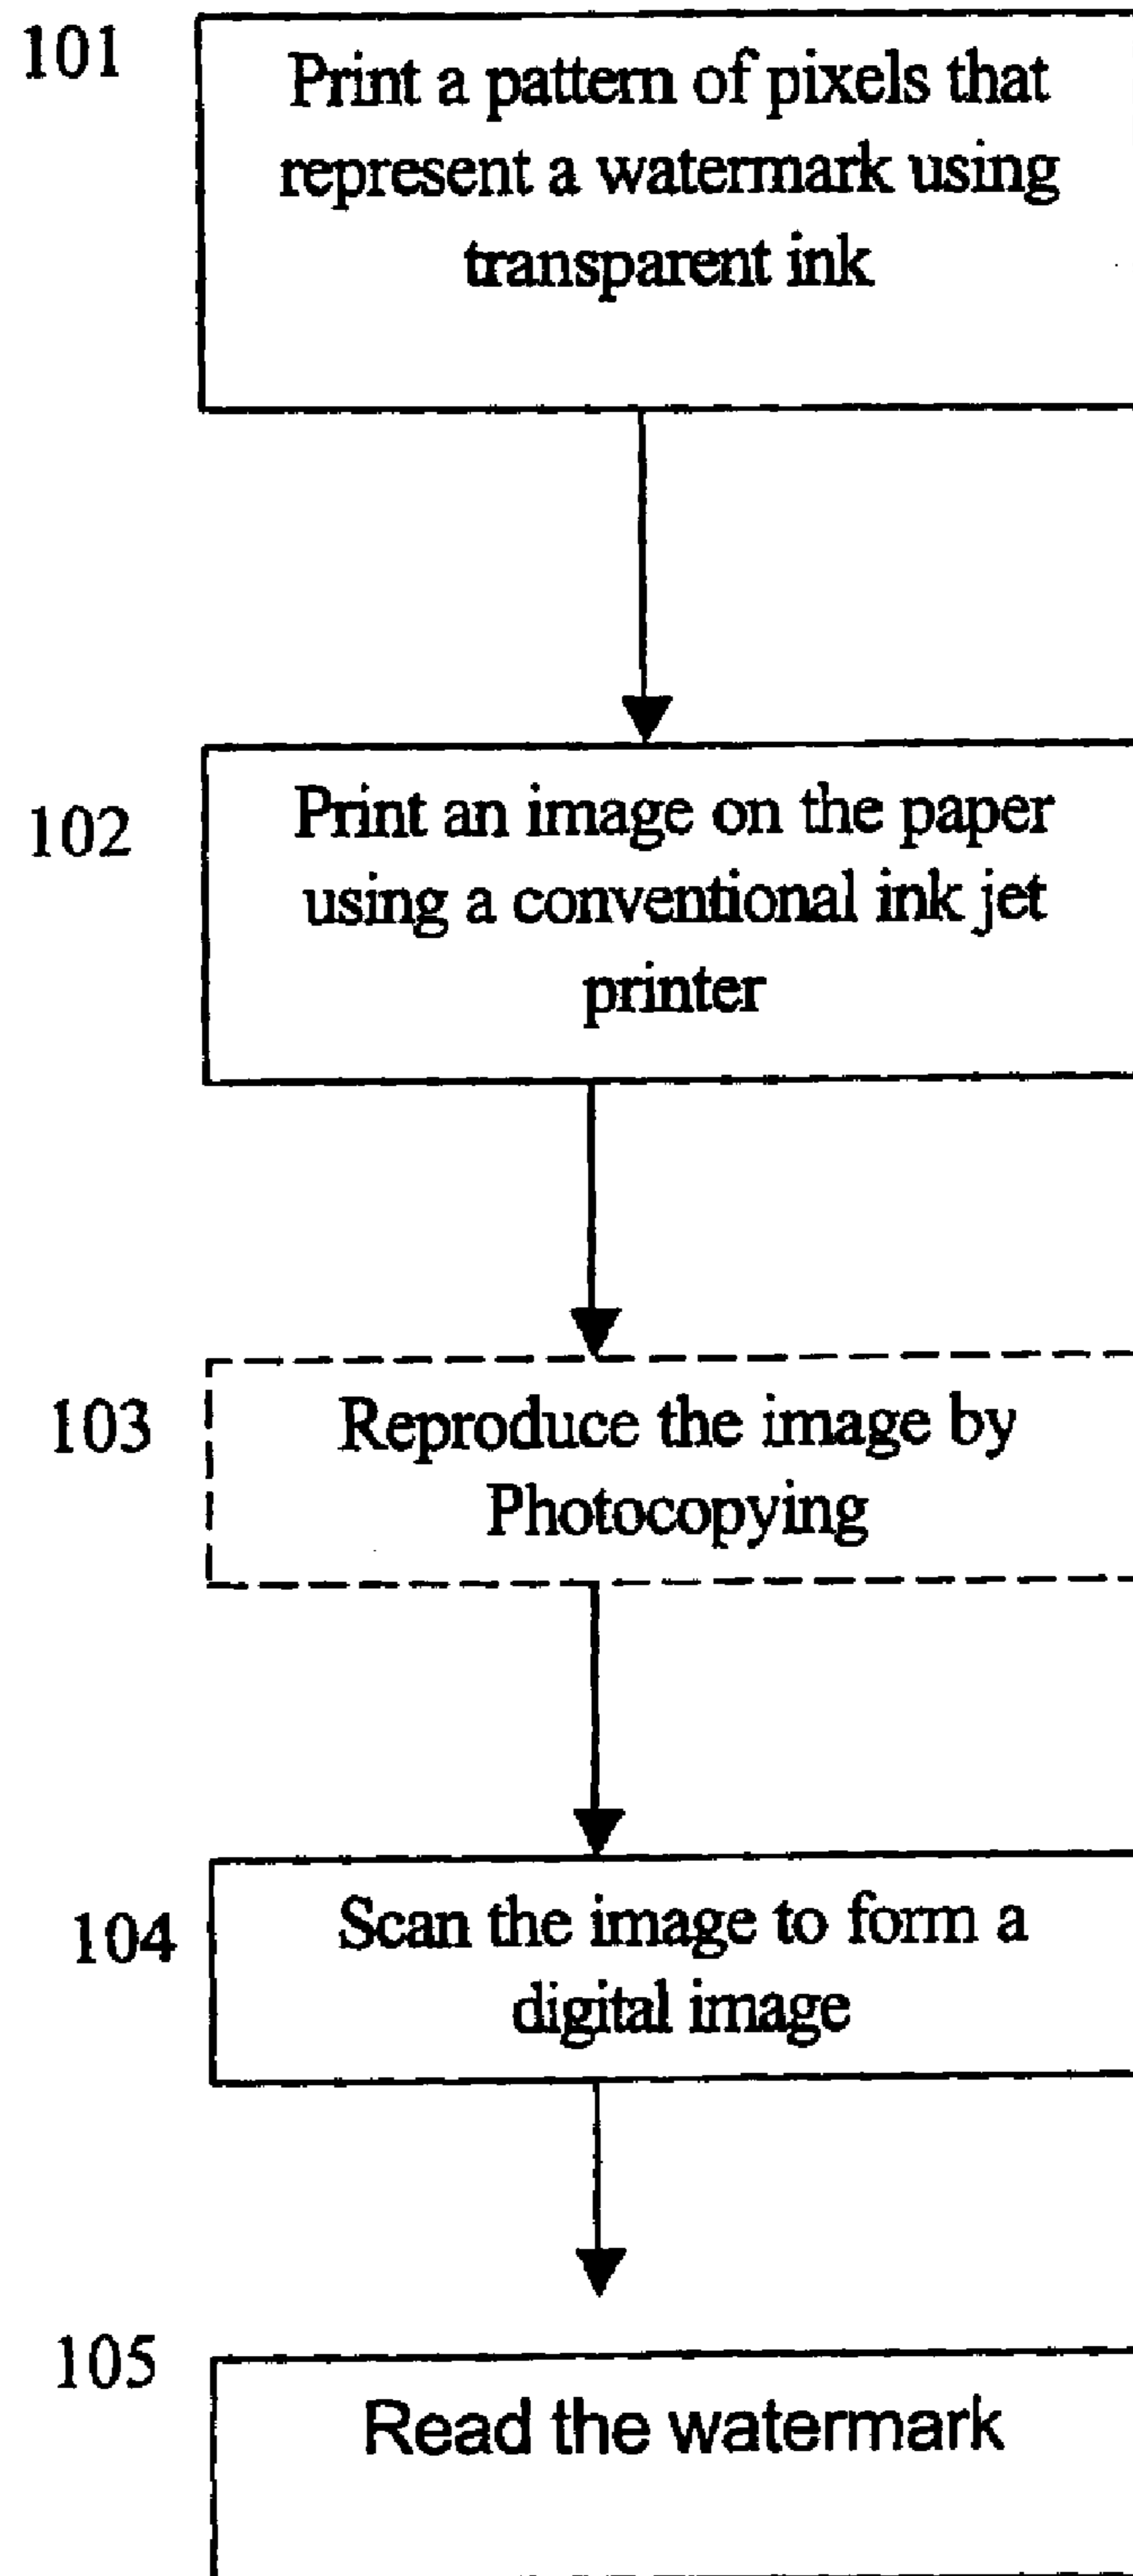 101
Print a pattern of pixels that
represent a watermark using
transparent ink
102
Print an image on the paper
using a conventional ink jet
printer
103
Reproduce the image by
Photocopying
104
Scan the image to form a
digital image
105
Read the watermark